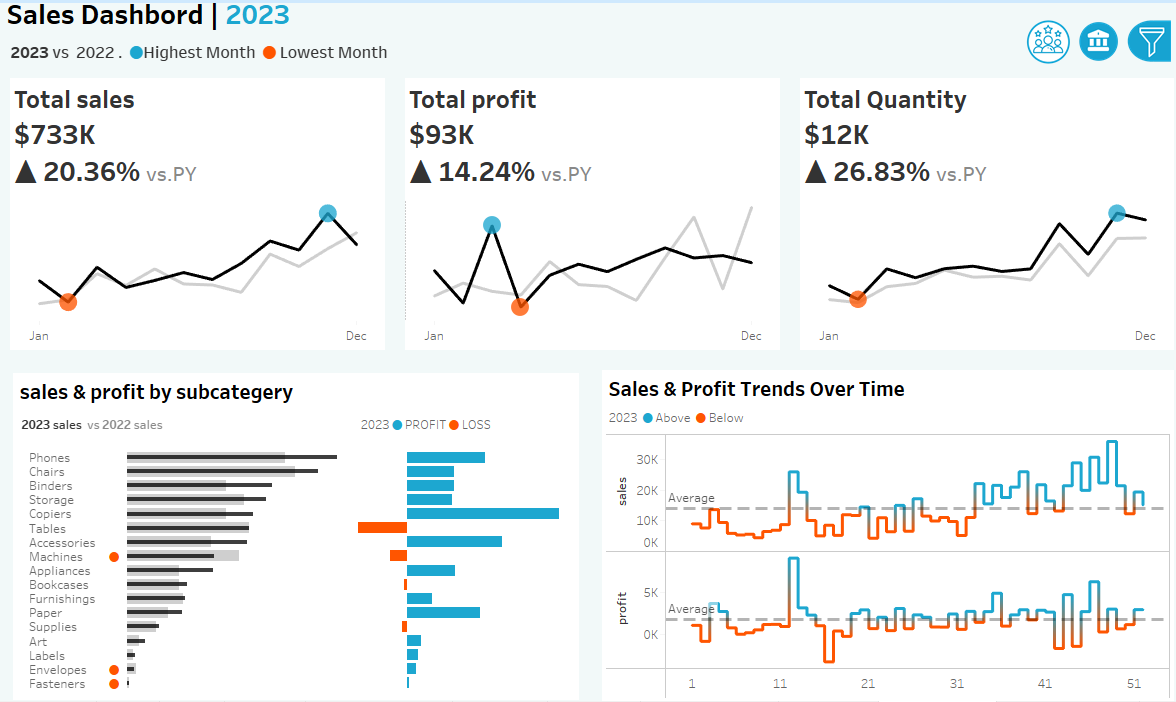 Sales Dashbord | 2023
2023 vs 2022 . Highest Month Lowest Month
Total sales
$733K
▲ 20.36% vs.PY
Jan Dec
Total profit
$93K
▲ 14.24% vs.PY
Jan Dec
Total Quantity
$12K
▲ 26.83% vs.PY
Jan Dec
sales & profit by subcategery
2023 sales vs 2022 sales
2023 PROFIT LOSS
Phones
Chairs
Binders
Storage
Copiers
Tables
Accessories
Machines
Appliances
Bookcases
Furnishings
Paper
Supplies
Art
Labels
Envelopes
Fasteners
Sales & Profit Trends Over Time
2023 Above Below
sales
30K
20K
Average
10K
0K
profit
5K
Average
0K
1 11 21 31 41 51